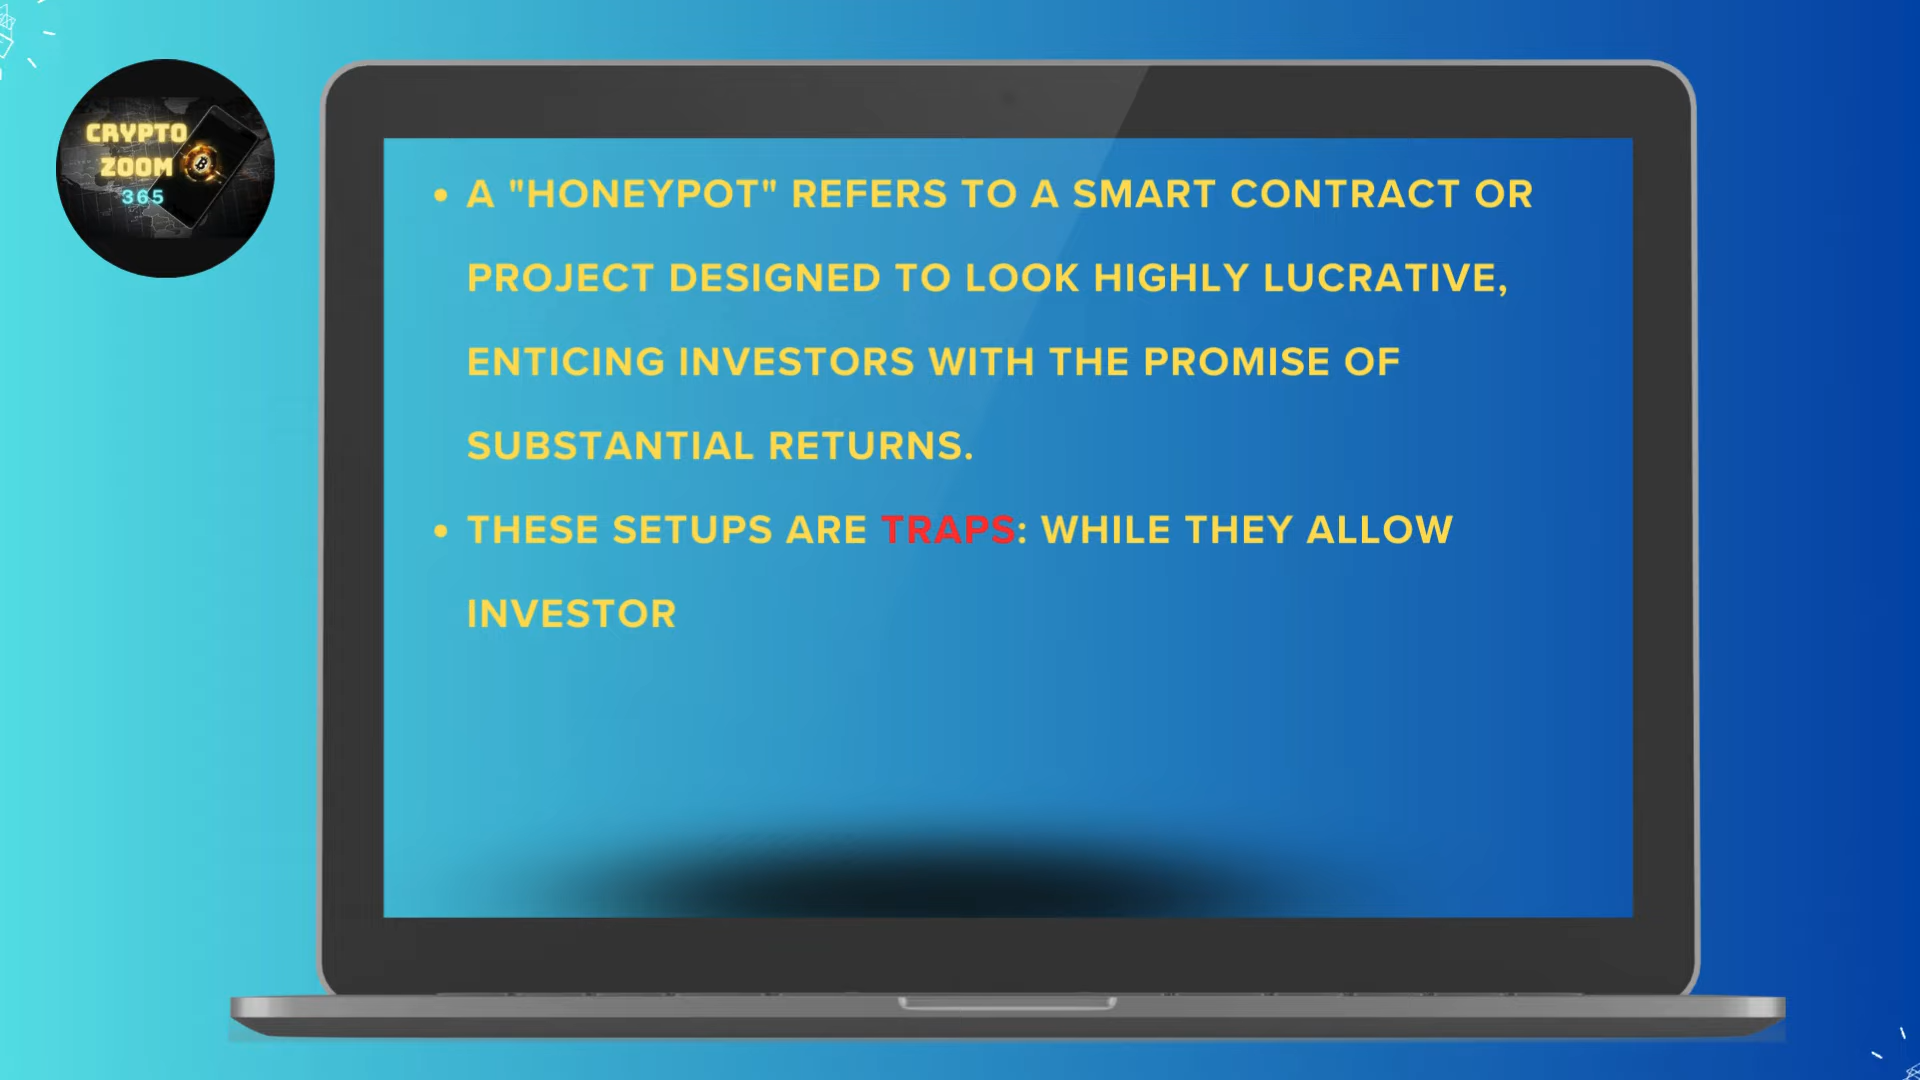 CRYPTO
ZOOM
365
• A "HONEYPOT" REFERS TO A SMART CONTRACT OR
PROJECT DESIGNED TO LOOK HIGHLY LUCRATIVE,
ENTICING INVESTORS WITH THE PROMISE OF
SUBSTANTIAL RETURNS.
• THESE SETUPS ARE TRAPS: WHILE THEY ALLOW
INVESTOR